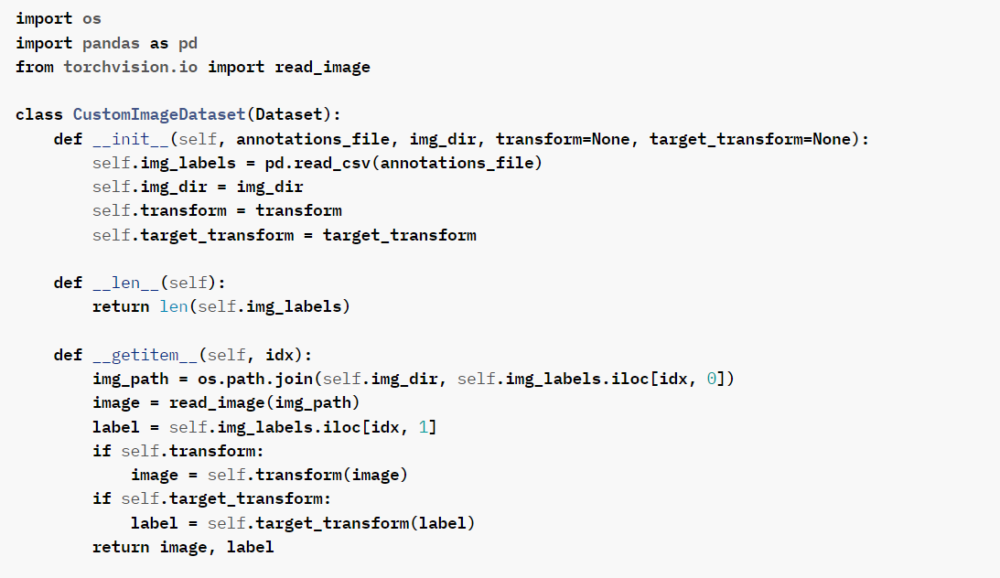 import os
import pandas as pd
from torchvision.io import read_image

class CustomImageDataset(Dataset):
    def __init__(self, annotations_file, img_dir, transform=None, target_transform=None):
        self.img_labels = pd.read_csv(annotations_file)
        self.img_dir = img_dir
        self.transform = transform
        self.target_transform = target_transform

    def __len__(self):
        return len(self.img_labels)

    def __getitem__(self, idx):
        img_path = os.path.join(self.img_dir, self.img_labels.iloc[idx, 0])
        image = read_image(img_path)
        label = self.img_labels.iloc[idx, 1]
        if self.transform:
            image = self.transform(image)
        if self.target_transform:
            label = self.target_transform(label)
        return image, label